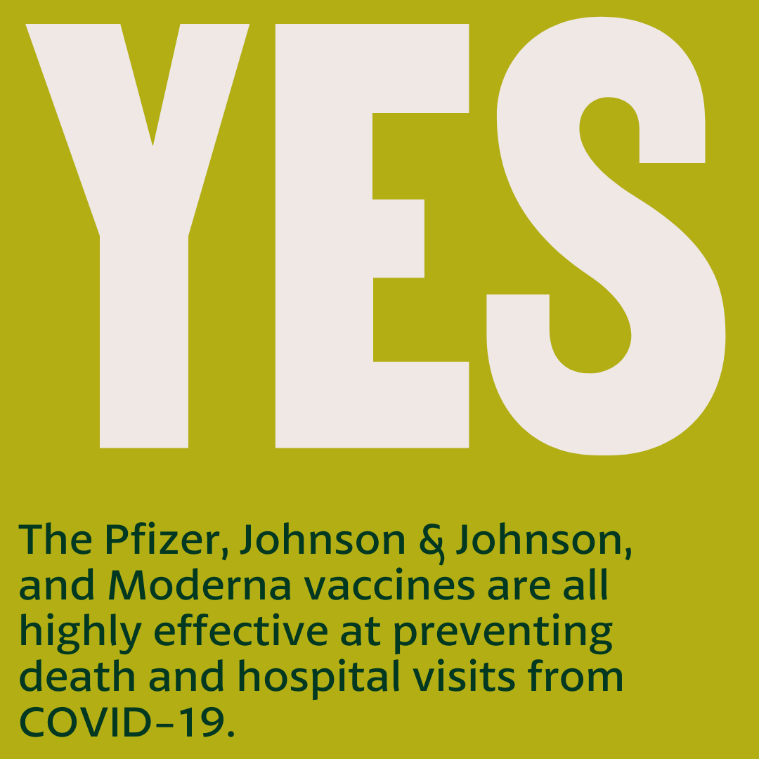 YES
The Pfizer, Johnson & Johnson,
and Moderna vaccines are all
highly effective at preventing
death and hospital visits from
COVID–19.